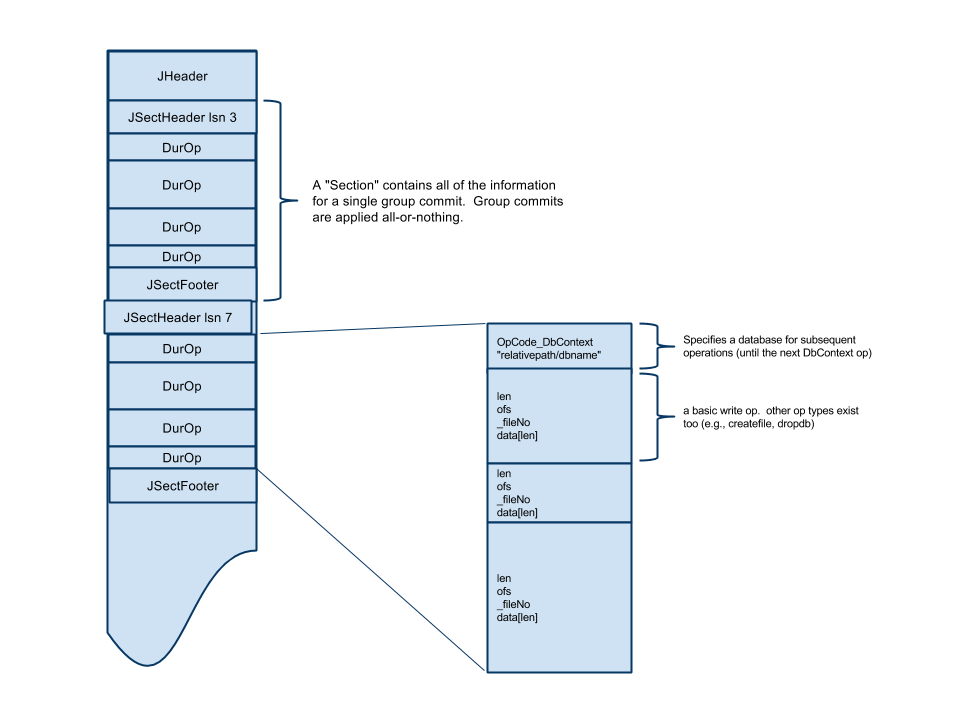 JHeader
JSectHeader lsn 3
DurOp
DurOp
DurOp
DurOp
JSectFooter
A "Section" contains all of the information
for a single group commit.  Group commits
are applied all-or-nothing.
JSectHeader lsn 7
DurOp
DurOp
DurOp
DurOp
JSectFooter
OpCode_DbContext
"relativepath/dbname"
Specifies a database for subsequent
operations (until the next DbContext op)
len
ofs
_fileNo
data[len]
a basic write op.  other op types exist
too (e.g., createfile, dropdb)
len
ofs
_fileNo
data[len]
len
ofs
_fileNo
data[len]